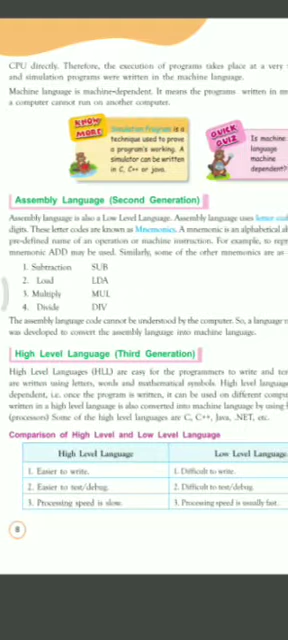 CPU directly. Therefore, the execution of programs takes place at a very
and simulation programs were written in the machine language.
Machine language is machine-dependent. It means the programs written in
a computer cannot run on another computer.
KNOW MORE
Simulation Program is a
technique used to prove
a program's working. A
simulator can be written
in C, C++ or java.
QUICK QUIZ
Is machine
language
machine
dependent?
Assembly Language (Second Generation)
Assembly language is also a Low Level Language. Assembly language uses letter
digits. These letter codes are known as Mnemonics. A mnemonic is an alphabetical
pre-defined name of an operation or machine instruction. For example, to
mnemonic ADD may be used. Similarly, some of the other mnemonics are as
1. Subtraction SUB
2. Load LDA
3. Multiply MUL
4. Divide DIV
The assembly language code cannot be understood by the computer. So, a language
was developed to convert the assembly language into machine language.
High Level Language (Third Generation)
High Level Languages (HLL) are easy for the programmers to write and
are written using letters, words and mathematical symbols. High level
dependent, i.e. once the program is written, it can be used on different
written in a high level language is also converted into machine language by using
(processors) Some of the high level languages are C, C++, Java, .NET, etc.
Comparison of High Level and Low Level Language
High Level Language Low Level Language
1. Easier to write. 1. Difficult to write.
2. Easier to test/debug. 2. Difficult to test/debug.
3. Processing speed is slow. 3. Processing speed is usually fast.
8